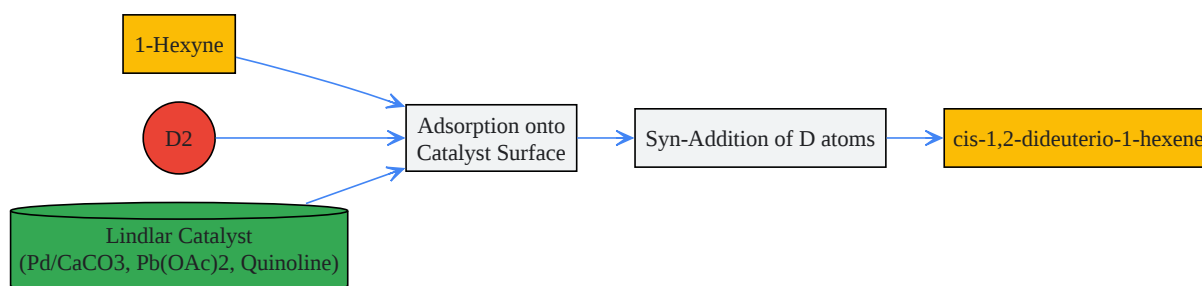 1-Hexyne
D2
Lindlar Catalyst
(Pd/CaCO3, Pb(OAc)2, Quinoline)
Adsorption onto
Catalyst Surface
Syn-Addition of D atoms
cis-1,2-dideuterio-1-hexene